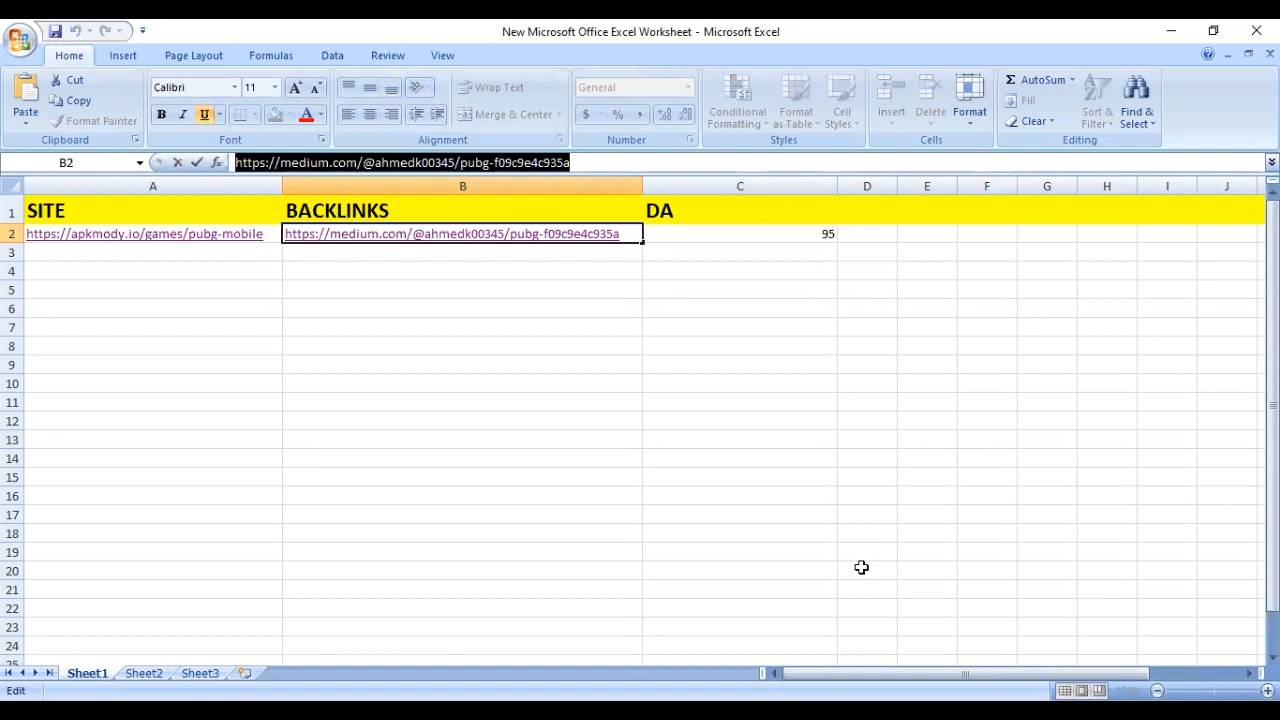 New Microsoft Office Excel Worksheet - Microsoft Excel
Home Insert Page Layout Formulas Data Review View
Paste
Cut
Copy
Format Painter
Clipboard
Calibri 11
B I U
Font
Wrap Text
Merge & Center
Alignment
General
$ % ,
Number
Conditional Formatting
Format as Table
Cell Styles
Styles
Insert
Delete
Format
Cells
AutoSum
Fill
Clear
Sort & Filter
Find & Select
Editing
B2 fx https://medium.com/@ahmedk00345/pubg-f09c9e4c935a
A B C D E F G H I J
1 SITE BACKLINKS DA
2 https://apkmody.io/games/pubg-mobile https://medium.com/@ahmedk00345/pubg-f09c9e4c935a 95
3
4
5
6
7
8
9
10
11
12
13
14
15
16
17
18
19
20
21
22
23
24
25
Sheet1 Sheet2 Sheet3
Edit